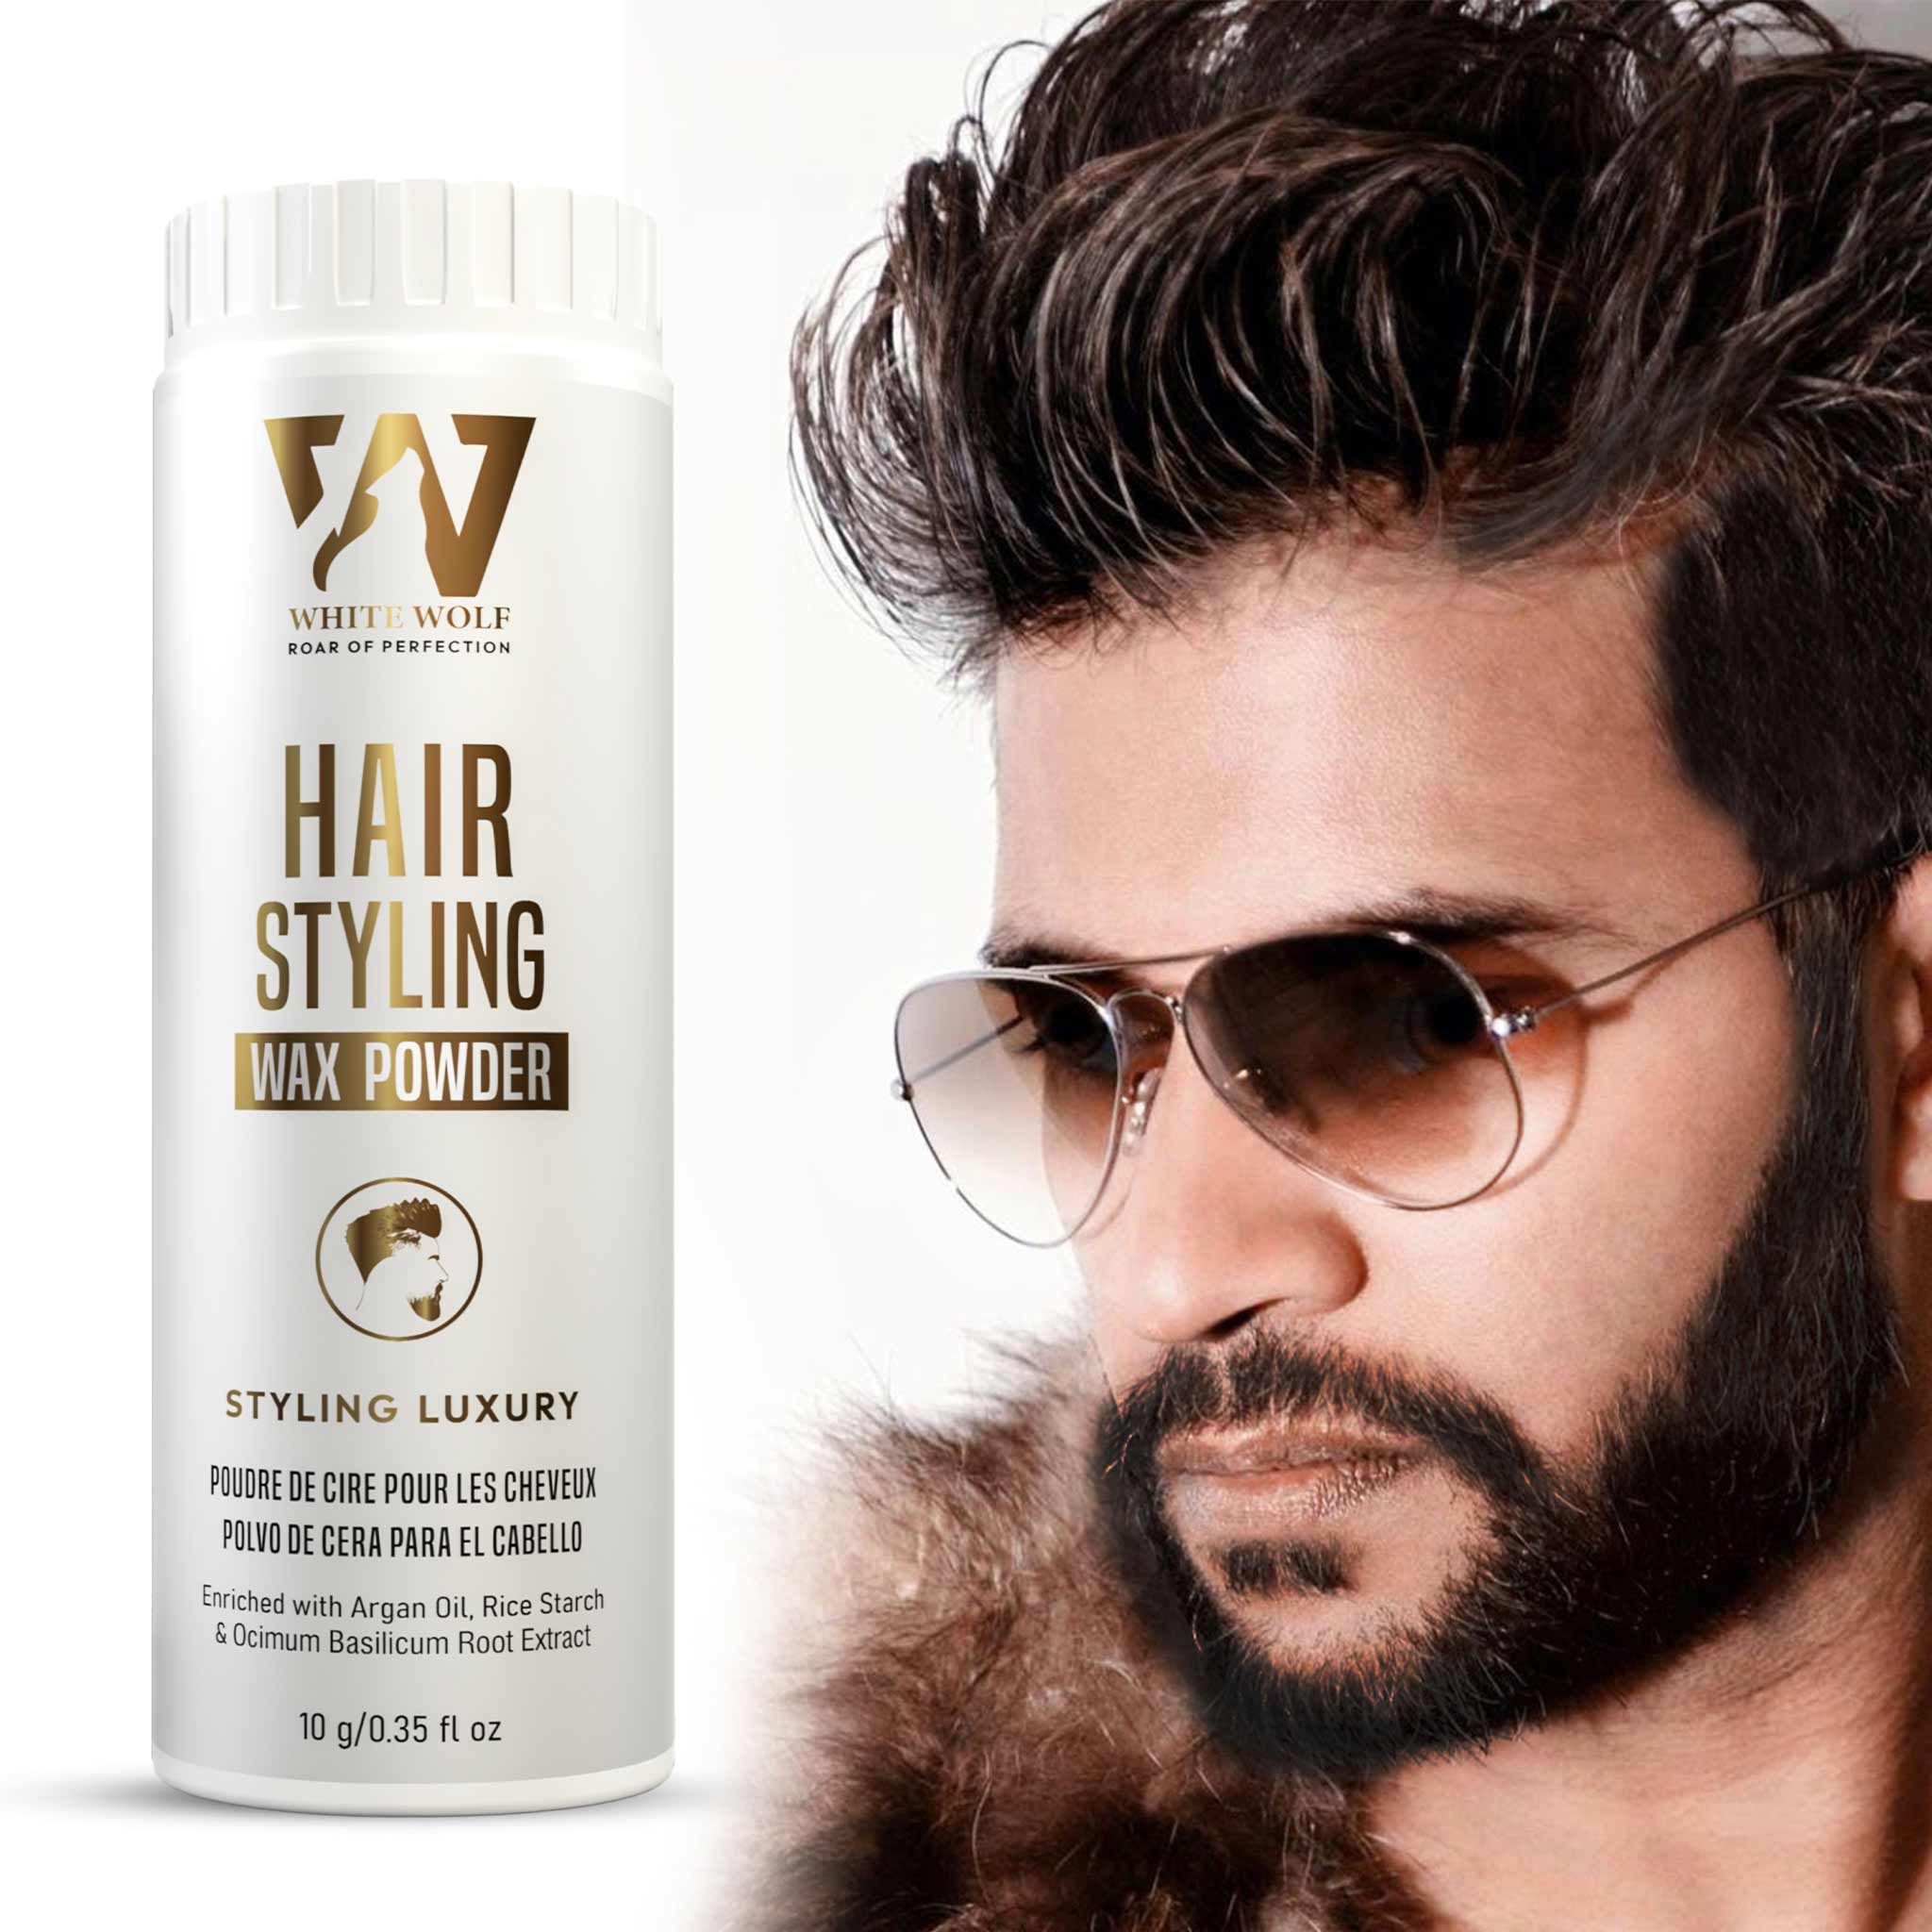 WHITE WOLF
ROAR OF PERFECTION
HAIR
STYLING
WAX POWDER
STYLING LUXURY
POUDRE DE CIRE POUR LES CHEVEUX
POLVO DE CERA PARA EL CABELLO
Enriched with Argan Oil, Rice Starch
& Ocimum Basilicum Root Extract
10 g/0.35 fl oz